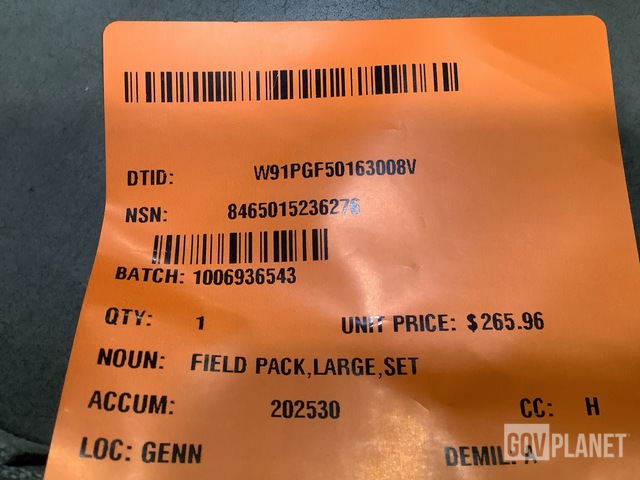 DTID: W91PGF50163008V
NSN: 8465015236276
BATCH: 1006936543
QTY: 1 UNIT PRICE: $265.96
NOUN: FIELD PACK,LARGE,SET
ACCUM: 202530 CC: H
LOC: GENN DEMIL: A
GOVPLANET